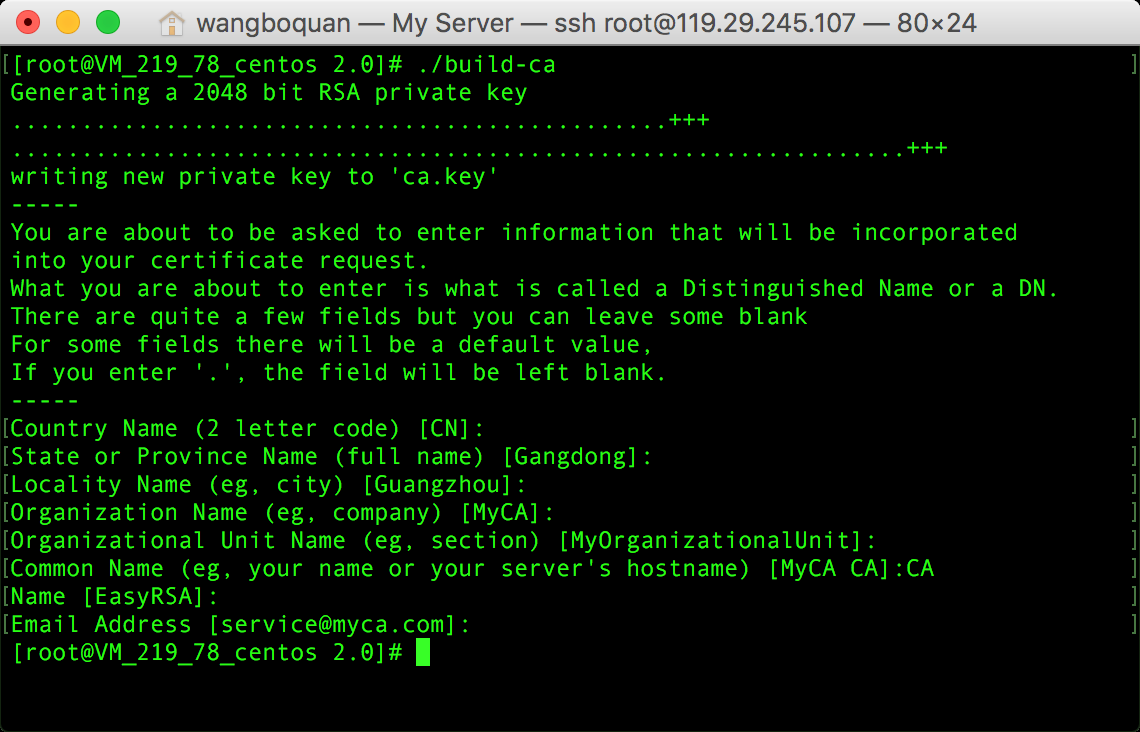 wangboquan — My Server — ssh root@119.29.245.107 — 80×24
[[root@VM_219_78_centos 2.0]# ./build-ca ]
Generating a 2048 bit RSA private key
...............................................+++
................................................................+++
writing new private key to 'ca.key'
-----
You are about to be asked to enter information that will be incorporated
into your certificate request.
What you are about to enter is what is called a Distinguished Name or a DN.
There are quite a few fields but you can leave some blank
For some fields there will be a default value,
If you enter '.', the field will be left blank.
-----
[Country Name (2 letter code) [CN]: ]
[State or Province Name (full name) [Gangdong]: ]
[Locality Name (eg, city) [Guangzhou]: ]
[Organization Name (eg, company) [MyCA]: ]
[Organizational Unit Name (eg, section) [MyOrganizationalUnit]: ]
[Common Name (eg, your name or your server's hostname) [MyCA CA]:CA ]
[Name [EasyRSA]: ]
[Email Address [service@myca.com]: ]
[root@VM_219_78_centos 2.0]#